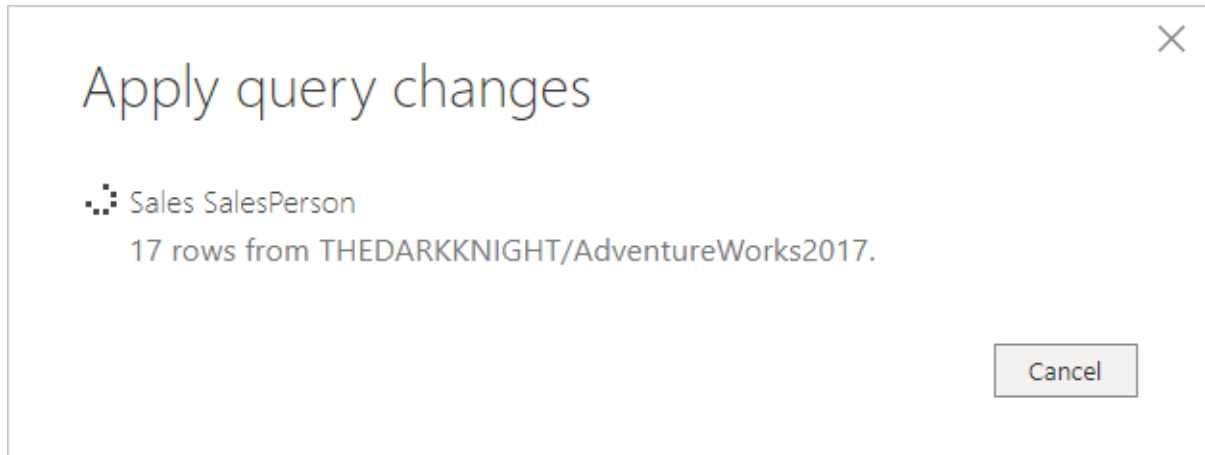 Apply query changes
Sales SalesPerson
17 rows from THEDARKKNIGHT/AdventureWorks2017.
Cancel